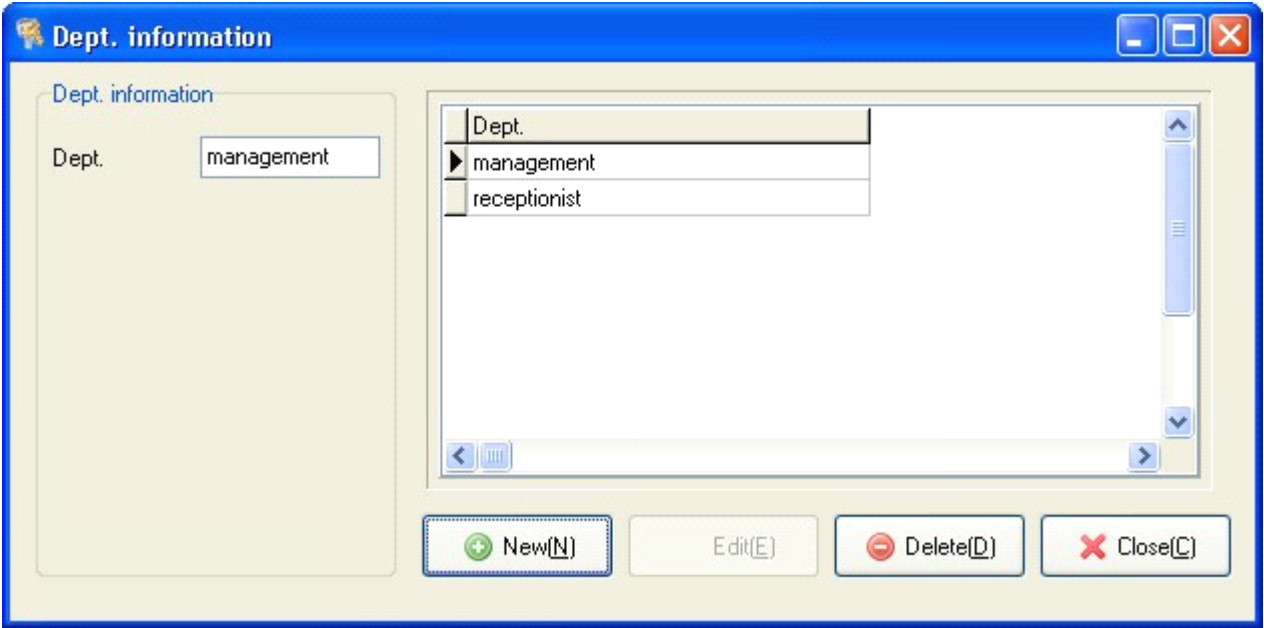 Dept. information
Dept. information
Dept. management
Dept.
management
receptionist
New(N) Edit(E) Delete(D) Close(C)